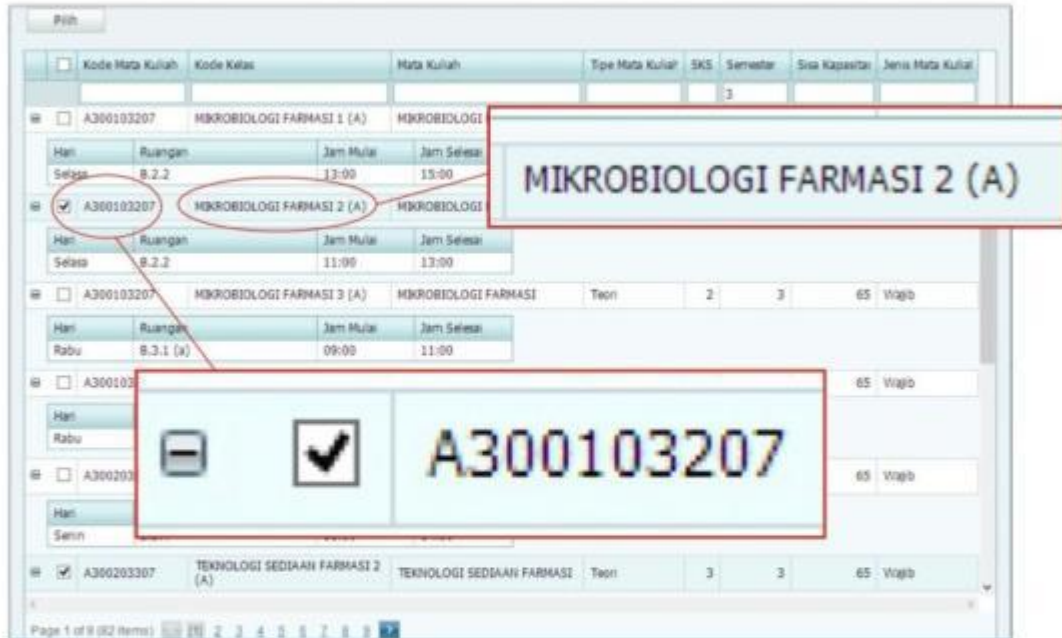 Pilih
Kode Mata Kuliah Kode Kelas Mata Kuliah Tipe Mata Kuliah SKS Semester Sisa Kapasitas Jenis Mata Kuliah
3
A300103207 MIKROBIOLOGI FARMASI 1 (A) MIKROBIOLOGI
Hari Ruangan Jam Mulai Jam Selesai
Selasa B.2.2 13:00 15:00
MIKROBIOLOGI FARMASI 2 (A)
A300103207 MIKROBIOLOGI FARMASI 2 (A) MIKROBIOLOGI
Hari Ruangan Jam Mulai Jam Selesai
Selasa B.2.2 11:00 13:00
A300103207 MIKROBIOLOGI FARMASI 3 (A) MIKROBIOLOGI FARMASI Teori 2 3 65 Wajib
Hari Ruangan Jam Mulai Jam Selesai
Rabu B.3.1 (a) 09:00 11:00
A300103 65 Wajib
Hari
Rabu
A300103207
A300203 65 Wajib
Hari
Senin
A300203307 TEKNOLOGI SEDIAAN FARMASI 2 (A) TEKNOLOGI SEDIAAN FARMASI Teori 3 3 65 Wajib
Page 1 of 9 (82 items) [1] 2 3 4 5 6 7 8 9